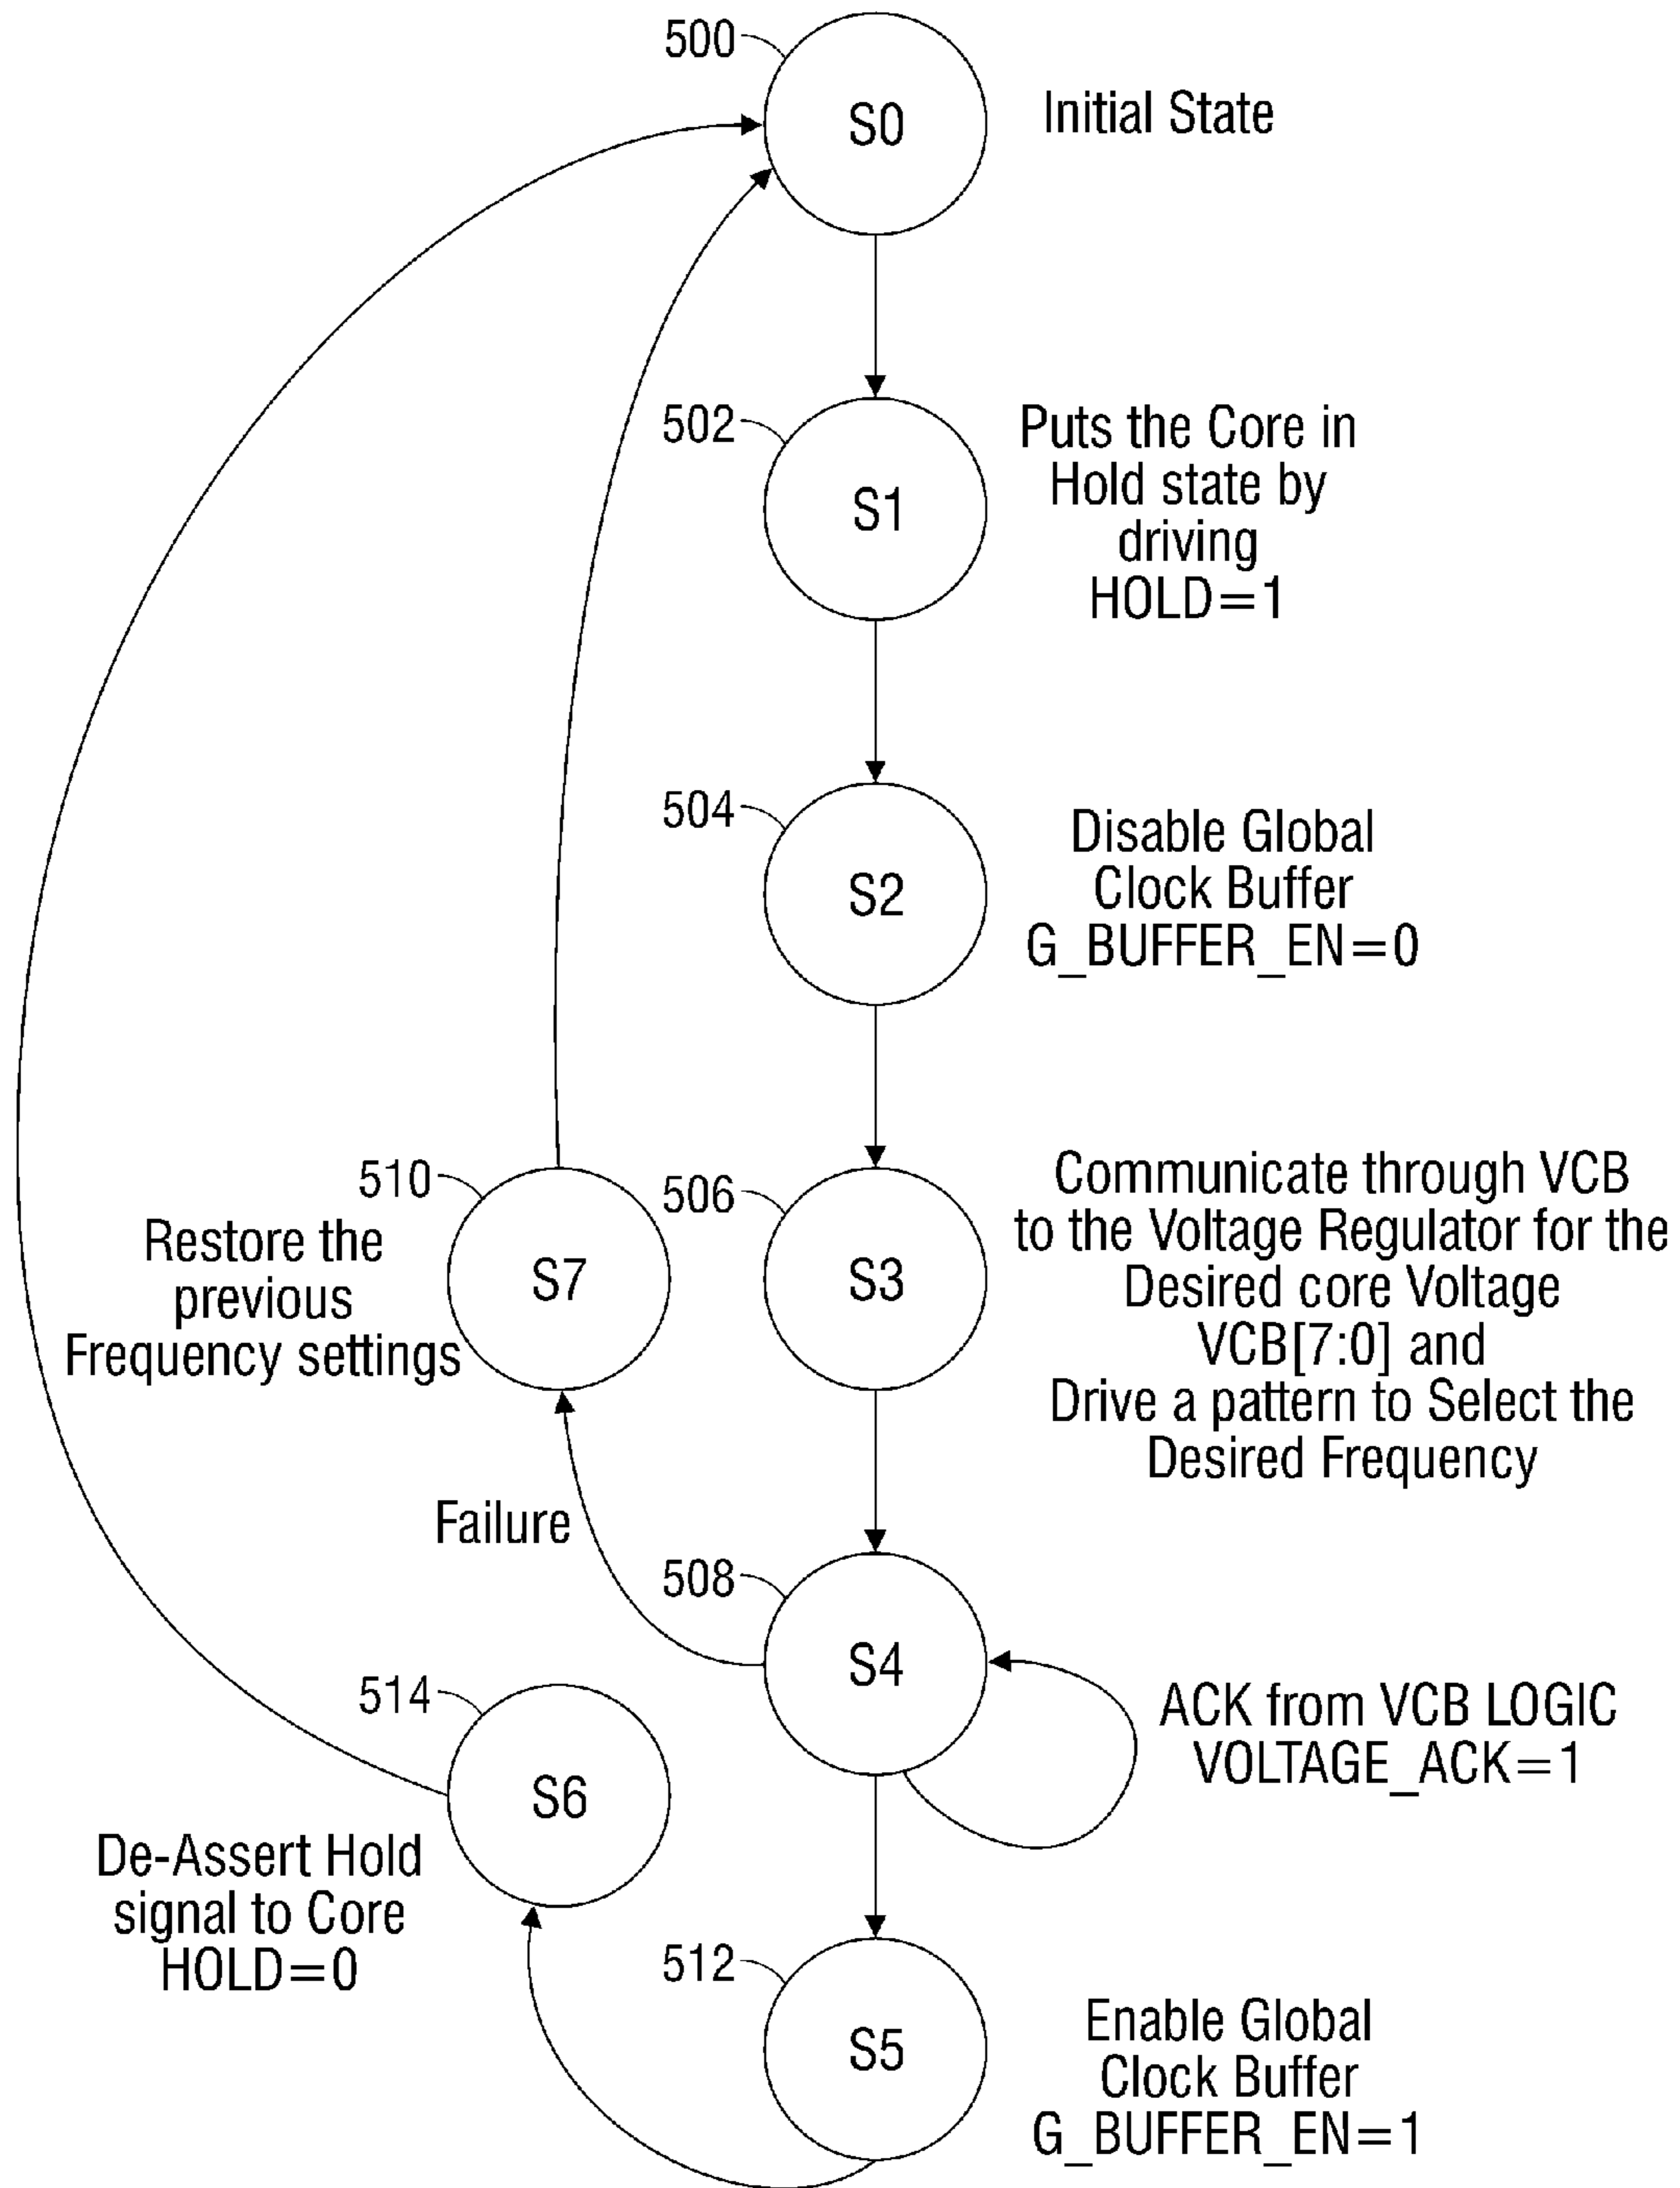 500
S0
Initial State
502
S1
Puts the Core in
Hold state by
driving
HOLD=1
504
S2
Disable Global
Clock Buffer
G_BUFFER_EN=0
510
S7
Restore the
previous
Frequency settings
506
S3
Communicate through VCB
to the Voltage Regulator for the
Desired core Voltage
VCB[7:0] and
Drive a pattern to Select the
Desired Frequency
Failure
508
S4
ACK from VCB LOGIC
VOLTAGE_ACK=1
514
S6
De-Assert Hold
signal to Core
HOLD=0
512
S5
Enable Global
Clock Buffer
G_BUFFER_EN=1